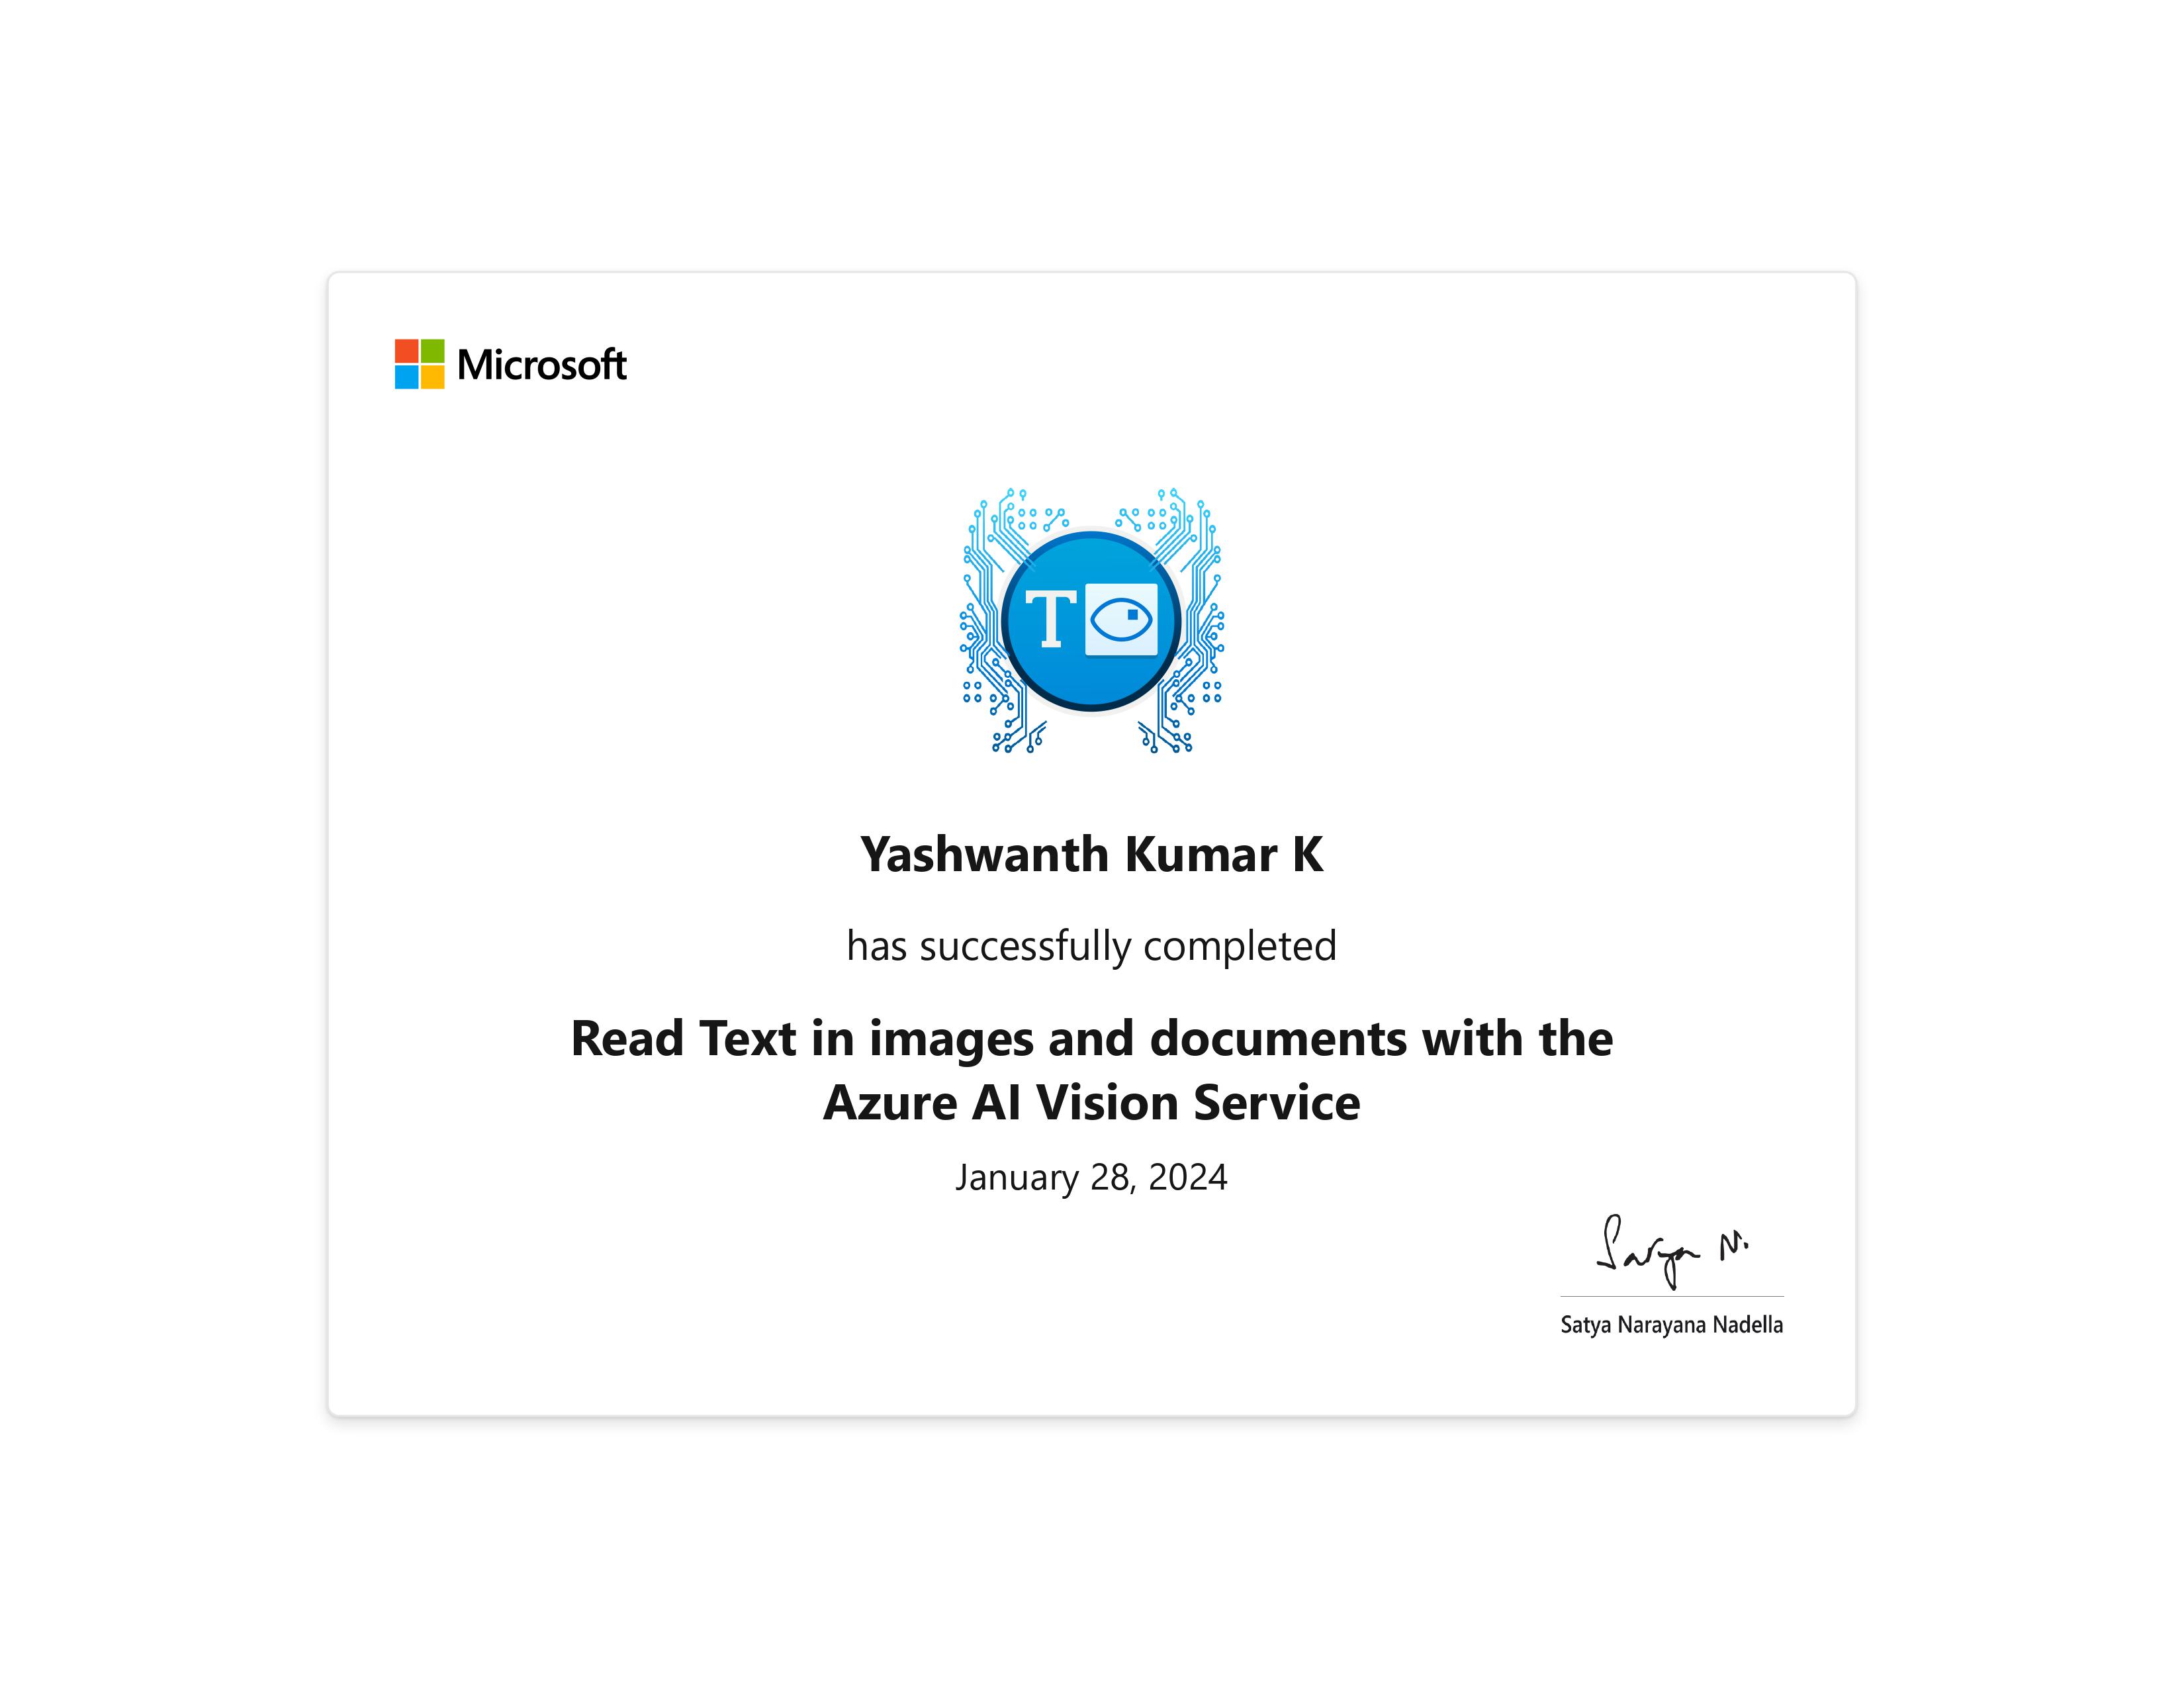 Microsoft
T
Yashwanth Kumar K
has successfully completed
Read Text in images and documents with the
Azure AI Vision Service
January 28, 2024
Satya N.
Satya Narayana Nadella